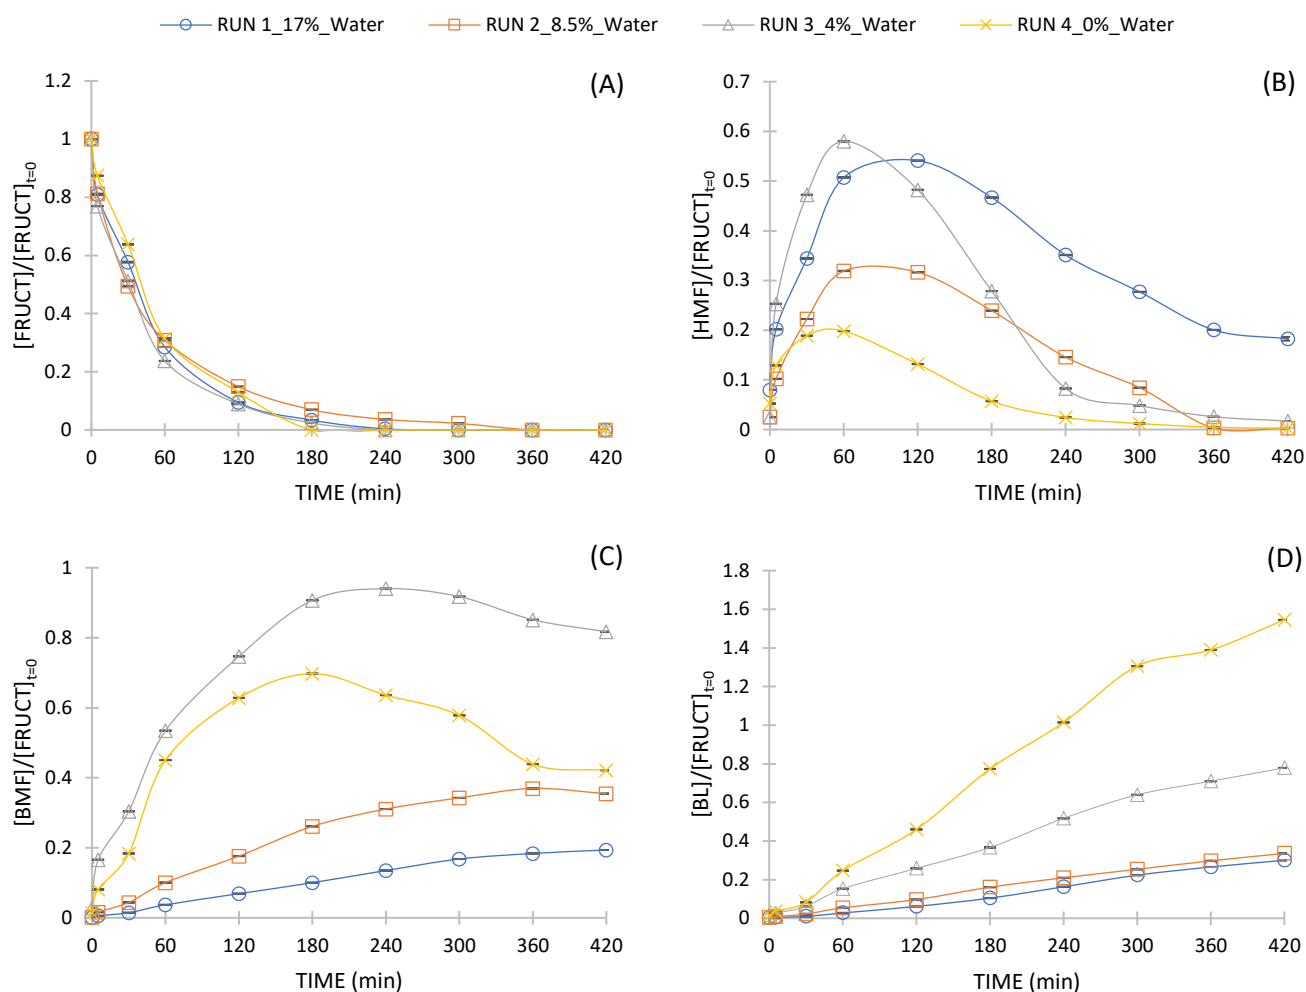 RUN 1_17%_Water RUN 2_8.5%_Water RUN 3_4%_Water RUN 4_0%_Water
(A)
[FRUCT]/[FRUCT]t=0
1.2
1
0.8
0.6
0.4
0.2
0
0 60 120 180 240 300 360 420
TIME (min)
(B)
[HMF]/[FRUCT]t=0
0.7
0.6
0.5
0.4
0.3
0.2
0.1
0
0 60 120 180 240 300 360 420
TIME (min)
(C)
[BMF]/[FRUCT]t=0
1
0.8
0.6
0.4
0.2
0
0 60 120 180 240 300 360 420
TIME (min)
(D)
[BL]/[FRUCT]t=0
1.8
1.6
1.4
1.2
1
0.8
0.6
0.4
0.2
0
0 60 120 180 240 300 360 420
TIME (min)